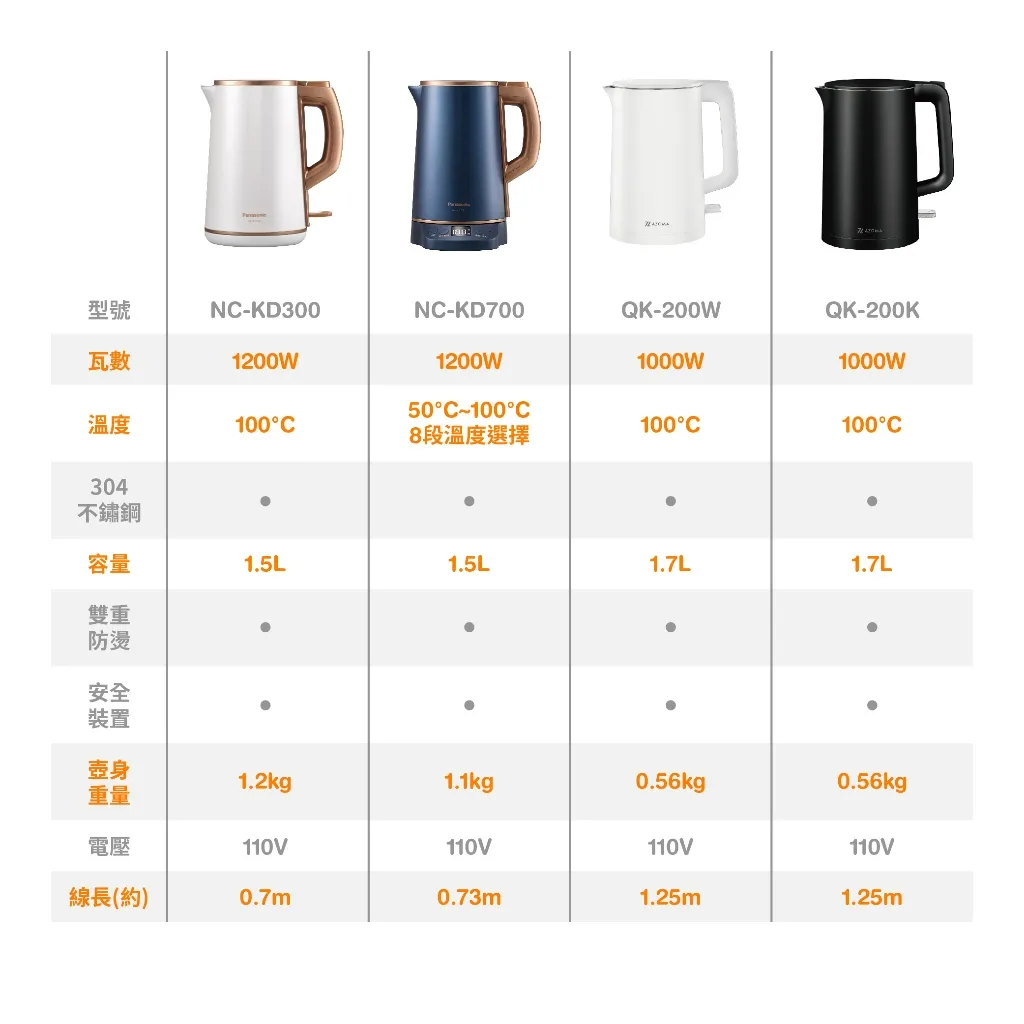 Panasonic
Panasonic
AZOMA
AZOMA
型號 NC-KD300 NC-KD700 QK-200W QK-200K
瓦數 1200W 1200W 1000W 1000W
溫度 100°C 50°C~100°C 100°C 100°C
8段溫度選擇
304
不鏽鋼 ● ● ● ●
容量 1.5L 1.5L 1.7L 1.7L
雙重
防燙 ● ● ● ●
安全
裝置 ● ● ● ●
壺身
重量 1.2kg 1.1kg 0.56kg 0.56kg
電壓 110V 110V 110V 110V
線長(約) 0.7m 0.73m 1.25m 1.25m